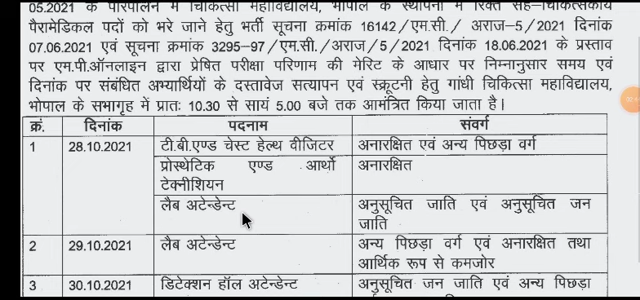 05.2021 के परिपालन में चिकित्सा महाविद्यालय, भोपाल के स्थापना में रिक्त सह–चिकित्सकीय
पैरामेडिकल पदों को भरे जाने हेतु भर्ती सूचना क्रमांक 16142/एम.सी./ अराज–5/2021 दिनांक
07.06.2021 एवं सूचना क्रमांक 3295-97/एम.सी./अराज/5/2021 दिनांक 18.06.2021 के प्रस्ताव
पर एम.पी.ऑनलाइन द्वारा प्रेषित परीक्षा परिणाम की मेरिट के आधार पर निम्नानुसार समय एवं
दिनांक पर संबंधित अभ्यार्थियों के दस्तावेज सत्यापन एवं स्क्रूटनी हेतु गांधी चिकित्सा महाविद्यालय,
भोपाल के सभागृह में प्रातः 10.30 से सायं 5.00 बजे तक आमंत्रित किया जाता है।
क्रं. दिनांक पदनाम संवर्ग
1 28.10.2021 टी.बी.एण्ड चेस्ट हेल्थ वीजिटर अनारक्षित एवं अन्य पिछड़ा वर्ग
प्रोस्थेटिक एण्ड आर्थो अनारक्षित
टेक्नीशियन
लैब अटेन्डेन्ट अनुसूचित जाति एवं अनुसूचित जन
जाति
2 29.10.2021 लैब अटेन्डेन्ट अन्य पिछड़ा वर्ग एवं अनारक्षित तथा
आर्थिक रूप से कमजोर
3 30.10.2021 डिटेक्शन हॉल अटेन्डेन्ट अनुसूचित जन जाति एवं अन्य पिछड़ा